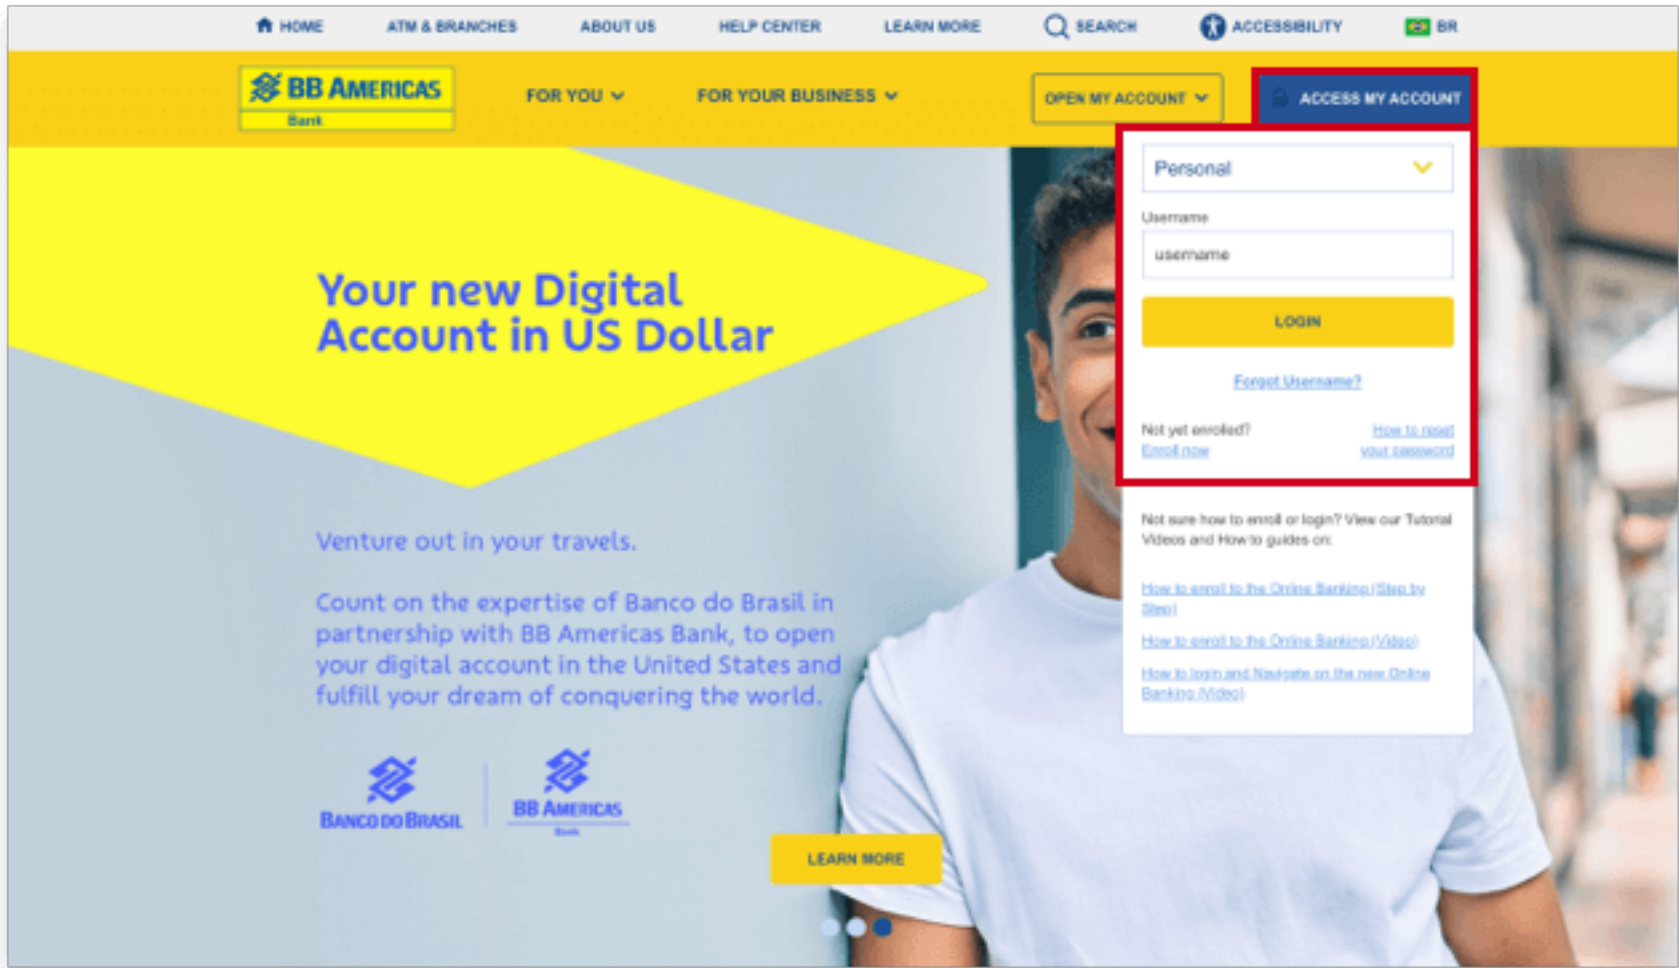 HOME
ATM & BRANCHES
ABOUT US
HELP CENTER
LEARN MORE
SEARCH
ACCESSIBILITY
BR
BB AMERICAS
Bank
FOR YOU
FOR YOUR BUSINESS
OPEN MY ACCOUNT
ACCESS MY ACCOUNT
Personal
Username
username
LOGIN
Forgot Username?
Not yet enrolled?
Enroll now
How to reset
your password
Not sure how to enroll or login? View our Tutorial
Videos and How to guides on:
How to enroll to the Online Banking (Step by
Step)
How to enroll to the Online Banking (Video)
How to login and Navigate on the new Online
Banking (Video)
Your new Digital
Account in US Dollar
Venture out in your travels.
Count on the expertise of Banco do Brasil in
partnership with BB Americas Bank, to open
your digital account in the United States and
fulfill your dream of conquering the world.
BANCO DO BRASIL
BB AMERICAS
Bank
LEARN MORE